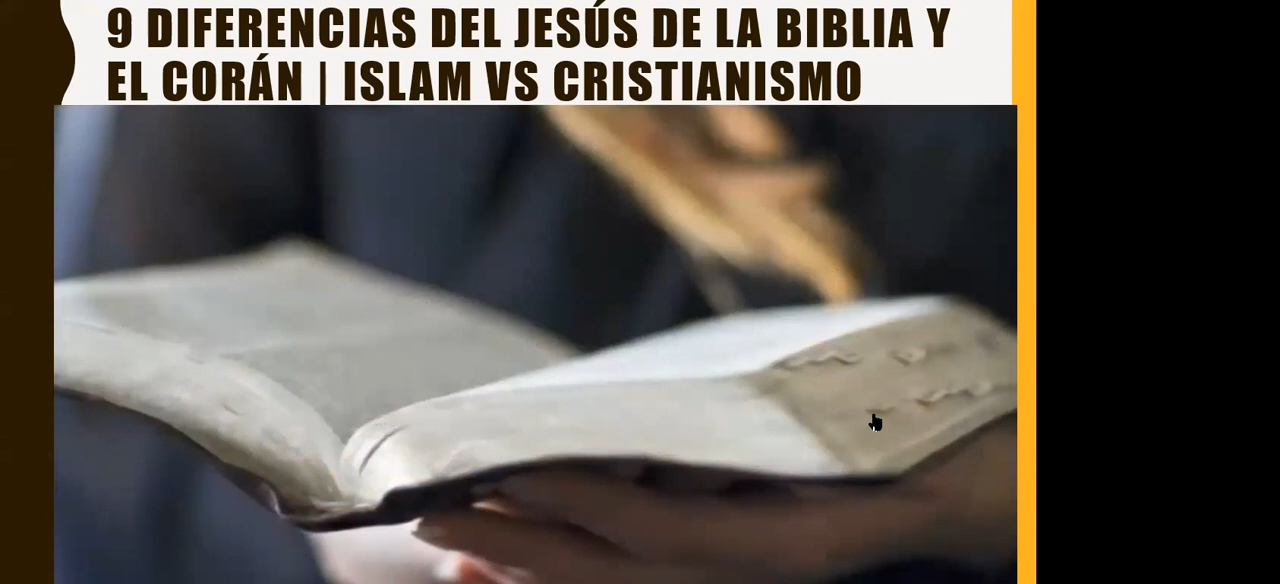 9 DIFERENCIAS DEL JESÚS DE LA BIBLIA Y
EL CORÁN | ISLAM VS CRISTIANISMO